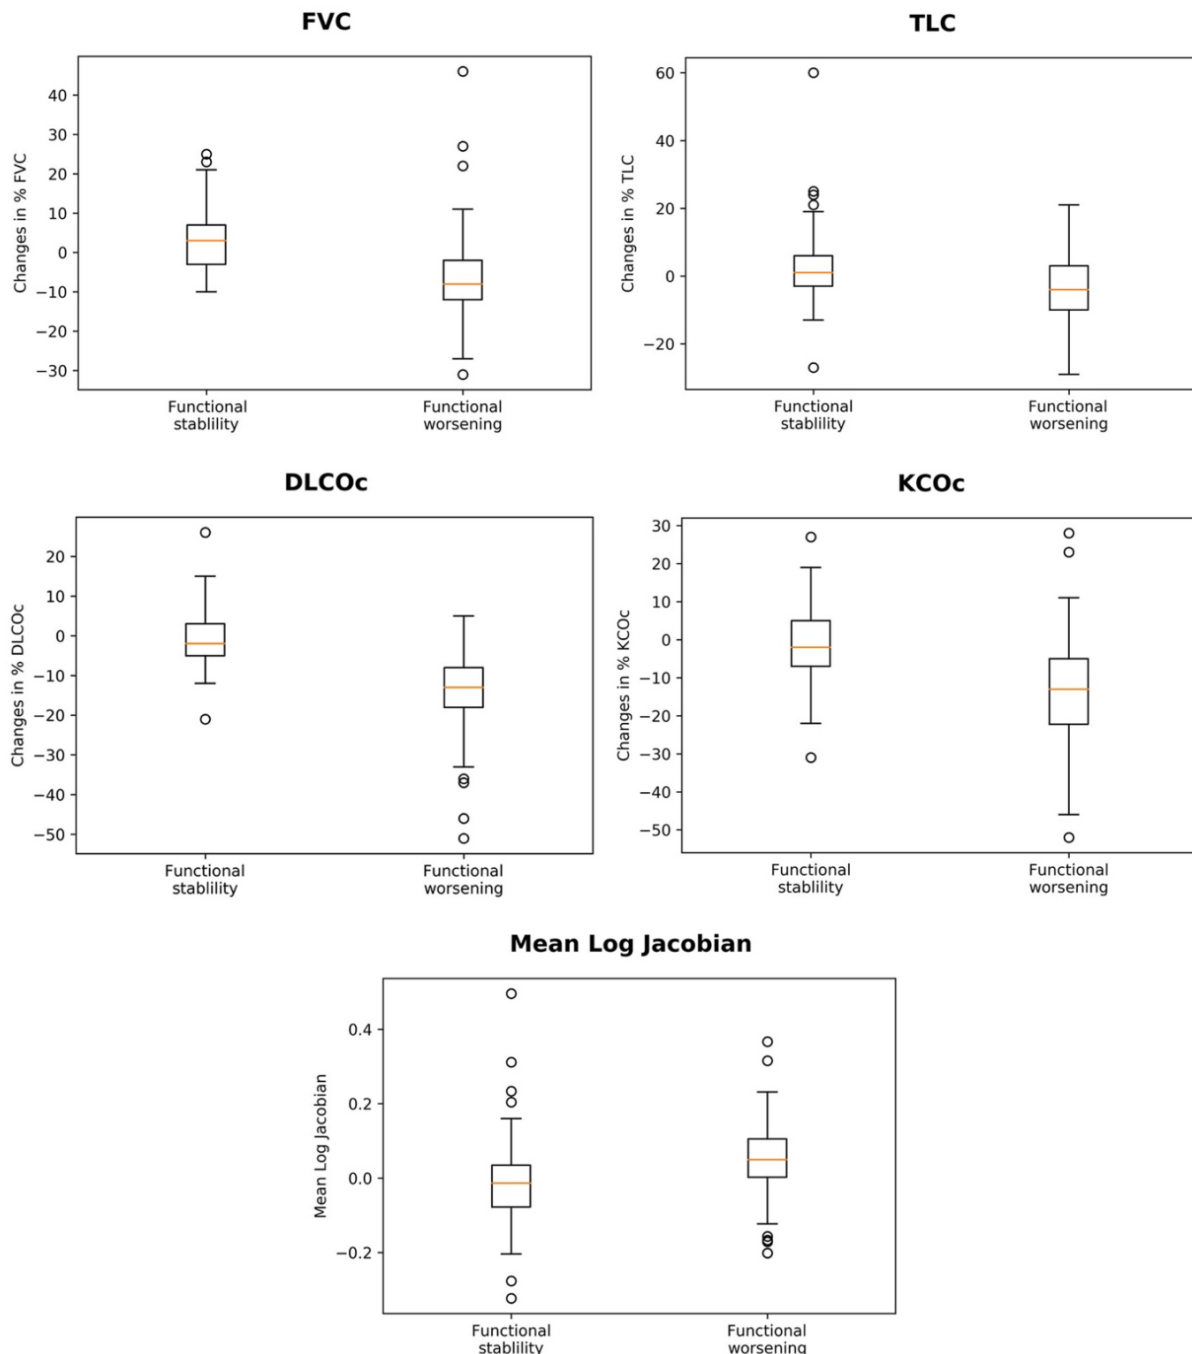 FVC
Changes in % FVC
40
30
20
10
0
−10
−20
−30
Functional
stablility
Functional
worsening
TLC
Changes in % TLC
60
40
20
0
−20
Functional
stablility
Functional
worsening
DLCOc
Changes in % DLCOc
20
10
0
−10
−20
−30
−40
−50
Functional
stablility
Functional
worsening
KCOc
Changes in % KCOc
30
20
10
0
−10
−20
−30
−40
−50
Functional
stablility
Functional
worsening
Mean Log Jacobian
Mean Log Jacobian
0.4
0.2
0.0
−0.2
Functional
stablility
Functional
worsening